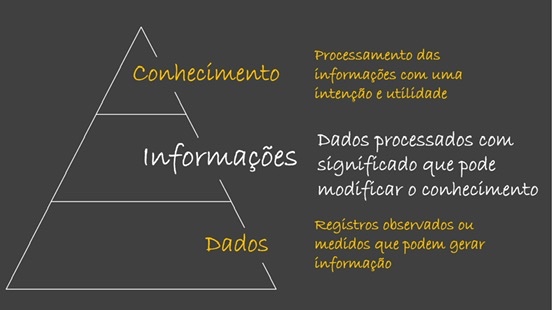 Conhecimento
Processamento das
informações com uma
intenção e utilidade
Informações
Dados processados com
significado que pode
modificar o conhecimento
Dados
Registros observados ou
medidos que podem gerar
informação